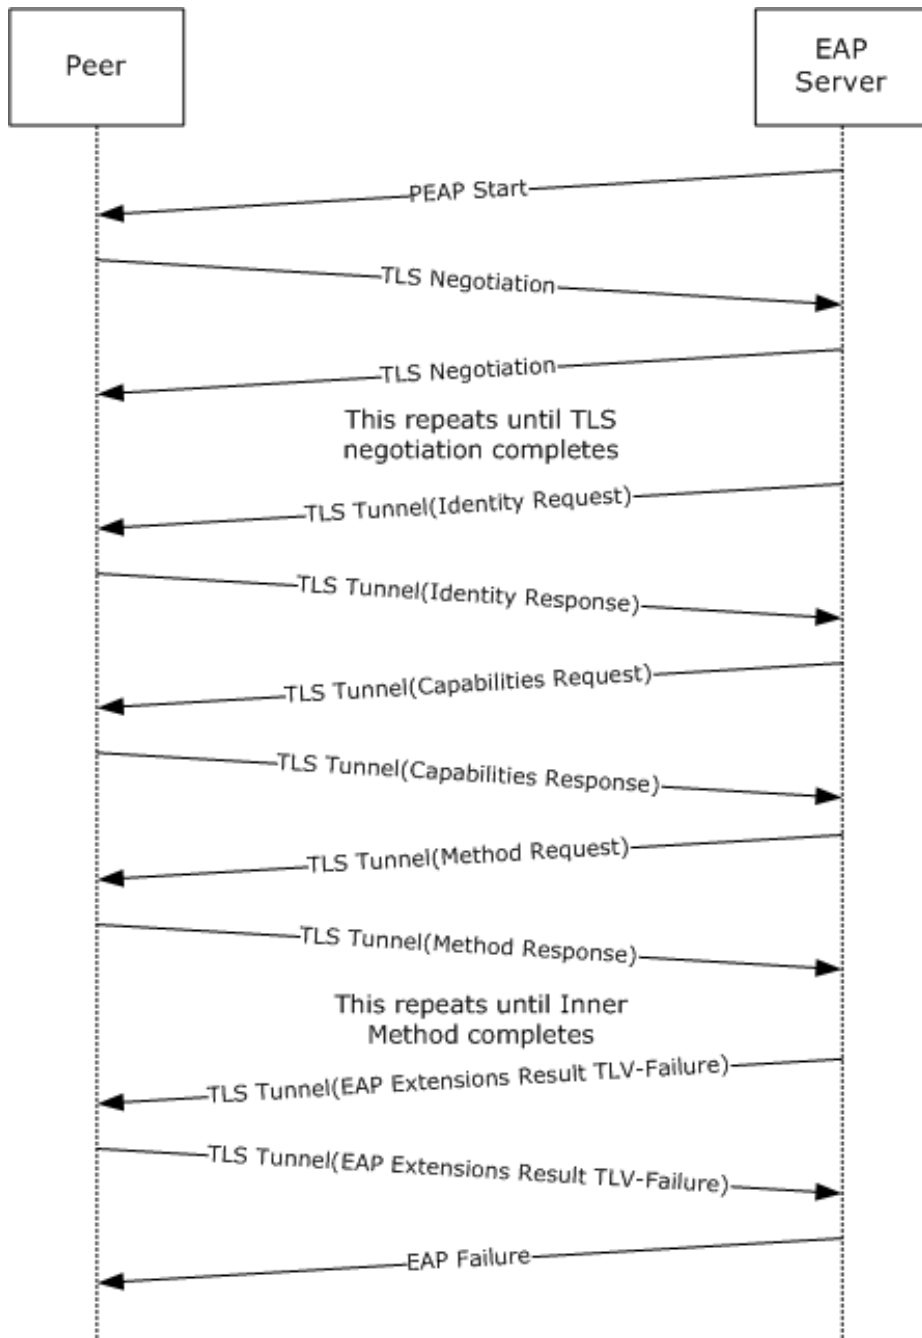 Peer
EAP
Server
PEAP Start
TLS Negotiation
TLS Negotiation
This repeats until TLS
negotiation completes
TLS Tunnel(Identity Request)
TLS Tunnel(Identity Response)
TLS Tunnel(Capabilities Request)
TLS Tunnel(Capabilities Response)
TLS Tunnel(Method Request)
TLS Tunnel(Method Response)
This repeats until Inner
Method completes
TLS Tunnel(EAP Extensions Result TLV-Failure)
TLS Tunnel(EAP Extensions Result TLV-Failure)
EAP Failure